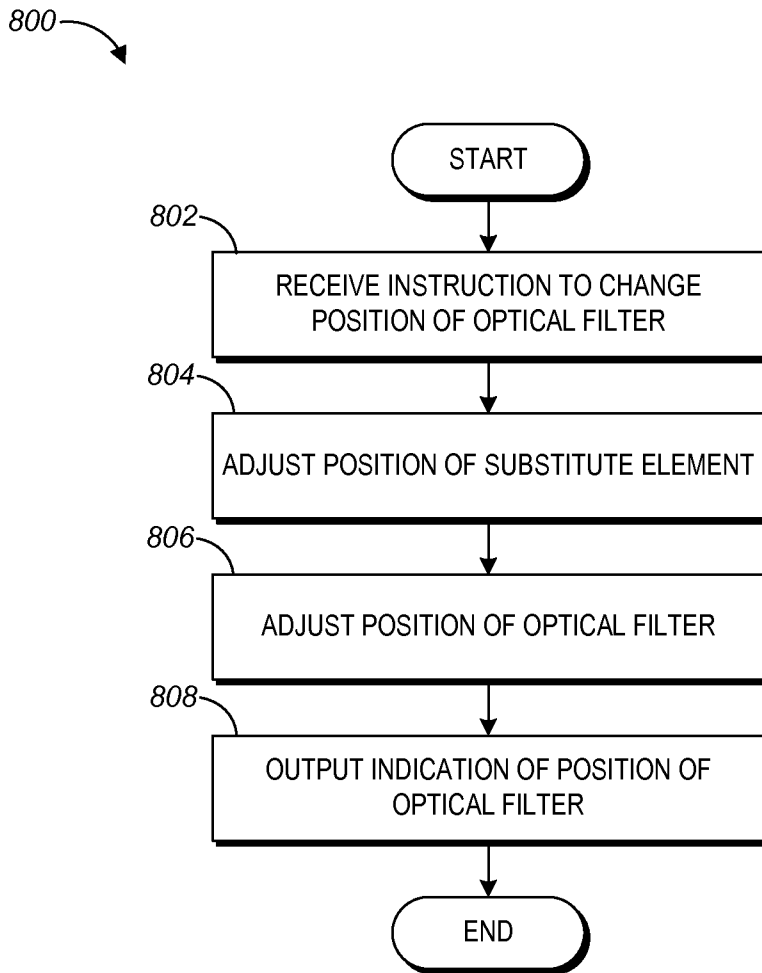 800
START
802
RECEIVE INSTRUCTION TO CHANGE
POSITION OF OPTICAL FILTER
804
ADJUST POSITION OF SUBSTITUTE ELEMENT
806
ADJUST POSITION OF OPTICAL FILTER
808
OUTPUT INDICATION OF POSITION OF
OPTICAL FILTER
END